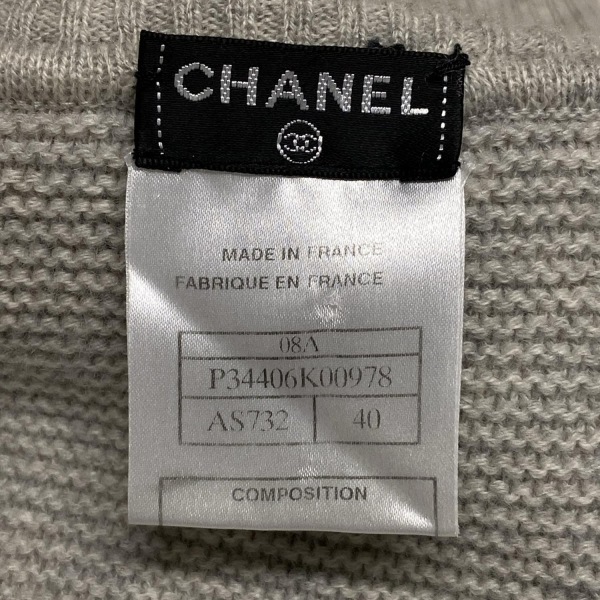 CHANEL
MADE IN FRANCE
FABRIQUE EN FRANCE
08A
P34406K00978
AS732 40
COMPOSITION